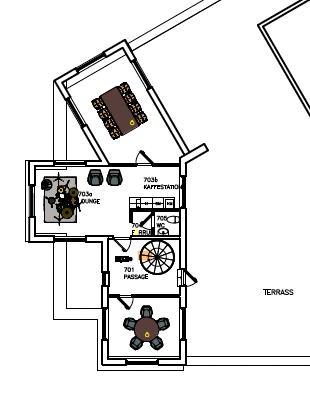 703b
KAFFESTATION
703a
LOUNGE
705
WC
701
PASSAGE
TERRASS